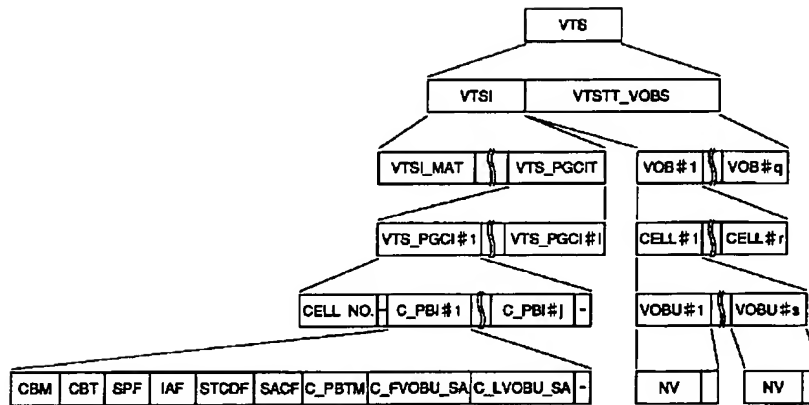 VTS
VTSI VTSTT_VOBS
VTSI_MAT VTS_PGCIT VOB#1 VOB#q
VTS_PGCI#1 VTS_PGCI#i CELL#1 CELL#r
CELL NO. - C_PBI#1 C_PBI#j - VOBU#1 VOBU#s
CBM CBT SPF IAF STCDF SACF C_PBTM C_FVOBU_SA C_LVOBU_SA - NV NV